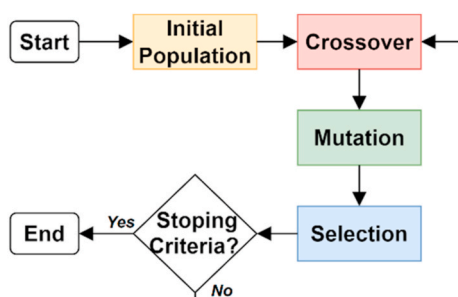 Start
Initial
Population
Crossover
Mutation
Selection
Stoping
Criteria?
Yes
End
No